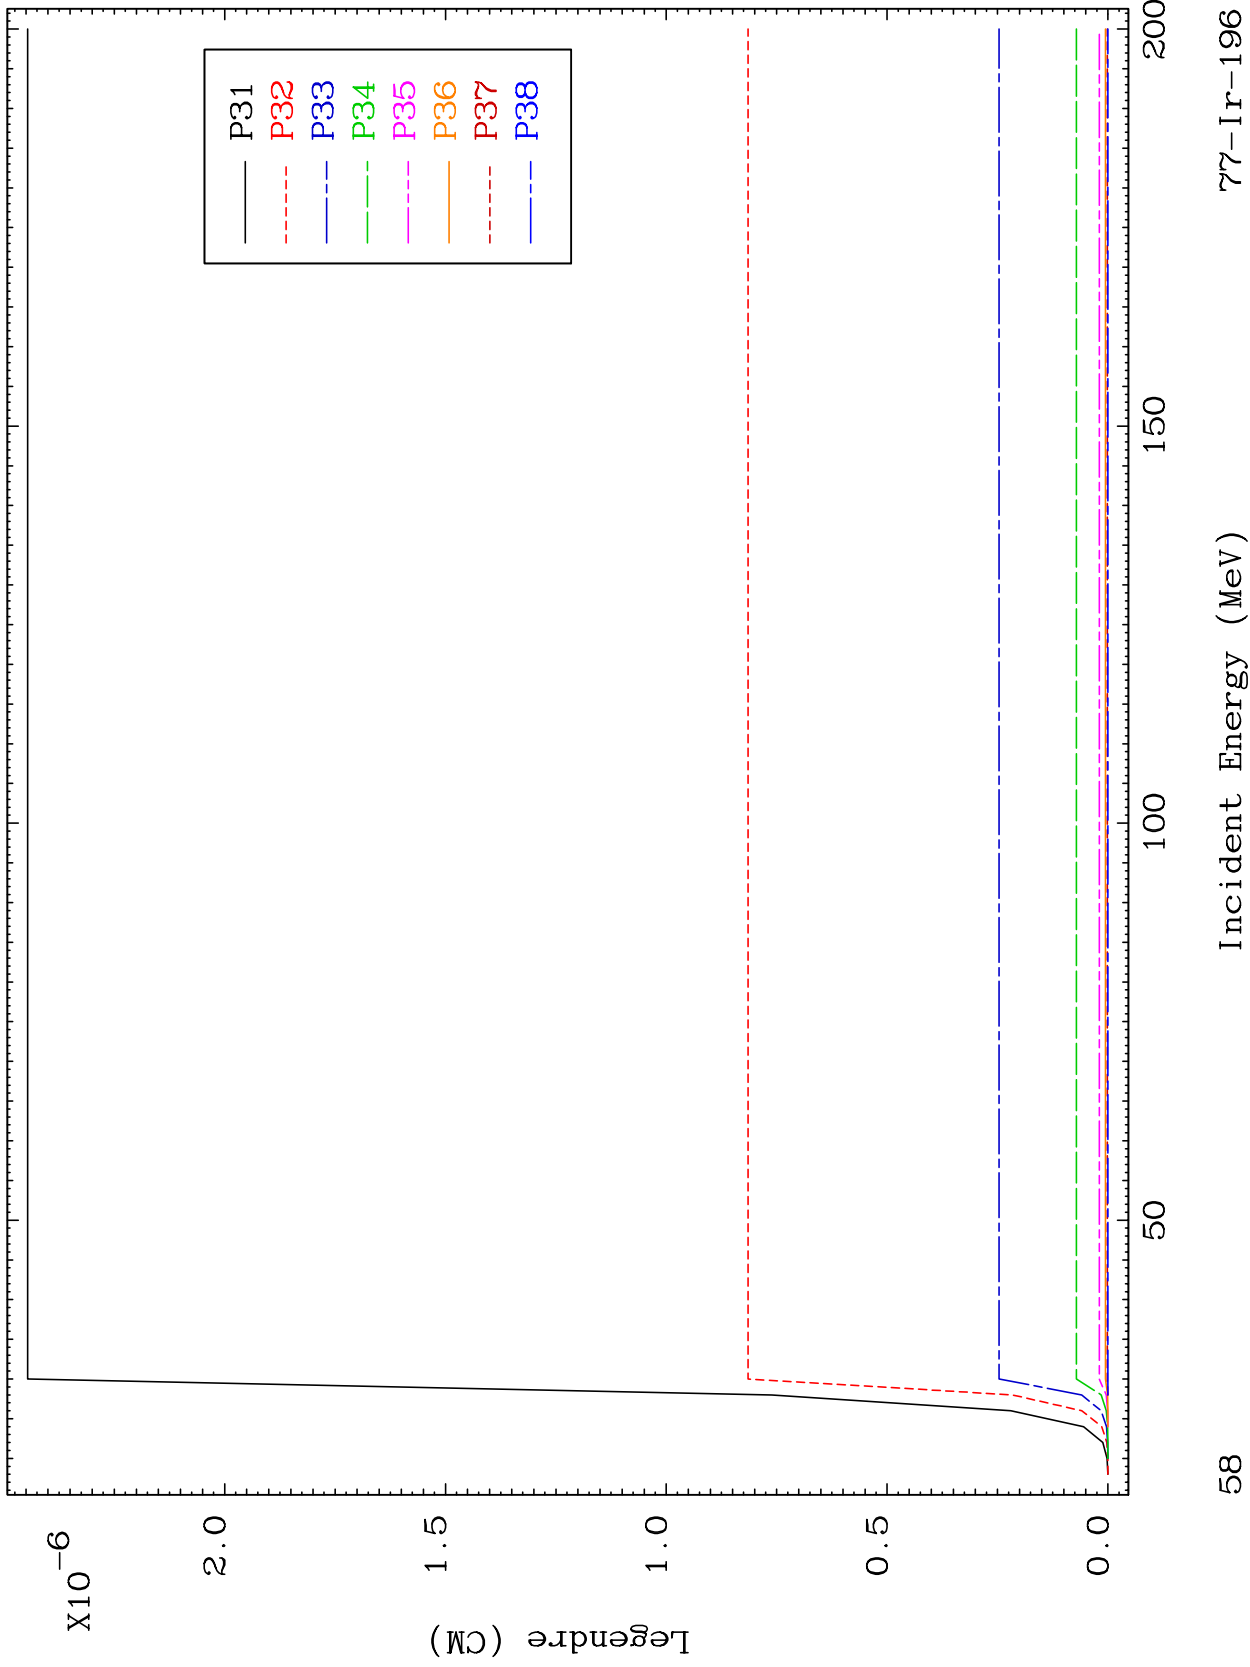 X10-6
2.0
1.5
1.0
0.5
0.0
Legendre (CM)
P31
P32
P33
P34
P35
P36
P37
P38
50
100
150
200
58
Incident Energy (MeV)
77-Ir-196